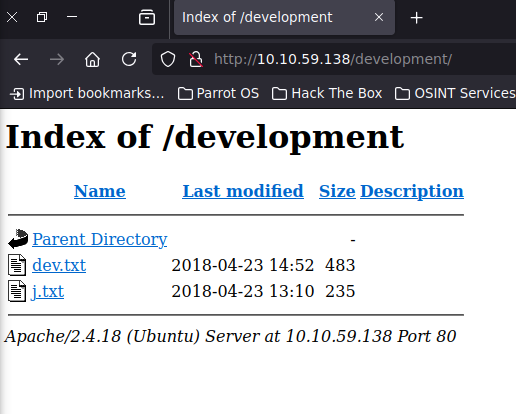 Index of /development
http://10.10.59.138/development/
Import bookmarks... Parrot OS Hack The Box OSINT Services
Index of /development
Name Last modified Size Description
Parent Directory -
dev.txt 2018-04-23 14:52 483
j.txt 2018-04-23 13:10 235
Apache/2.4.18 (Ubuntu) Server at 10.10.59.138 Port 80